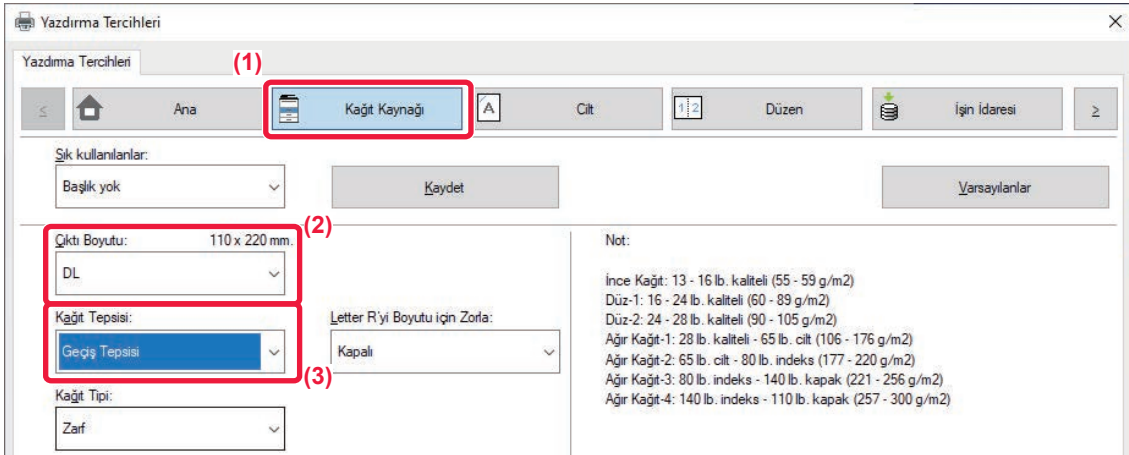 Yazdırma Tercihleri
Yazdırma Tercihleri
(1)
< Ana Kağıt Kaynağı A Cilt 1 2 Düzen İşin İdaresi >
Sık kullanılanlar:
Başlık yok Kaydet Varsayılanlar
(2)
Çıktı Boyutu: 110 x 220 mm.
DL
Kağıt Tepsisi: Letter R'yi Boyutu için Zorla:
Geçiş Tepsisi Kapalı
(3)
Kağıt Tipi:
Zarf
Not:
İnce Kağıt: 13 - 16 lb. kaliteli (55 - 59 g/m2)
Düz-1: 16 - 24 lb. kaliteli (60 - 89 g/m2)
Düz-2: 24 - 28 lb. kaliteli (90 - 105 g/m2)
Ağır Kağıt-1: 28 lb. kaliteli - 65 lb. cilt (106 - 176 g/m2)
Ağır Kağıt-2: 65 lb. cilt - 80 lb. indeks (177 - 220 g/m2)
Ağır Kağıt-3: 80 lb. indeks - 140 lb. kapak (221 - 256 g/m2)
Ağır Kağıt-4: 140 lb. indeks - 110 lb. kapak (257 - 300 g/m2)